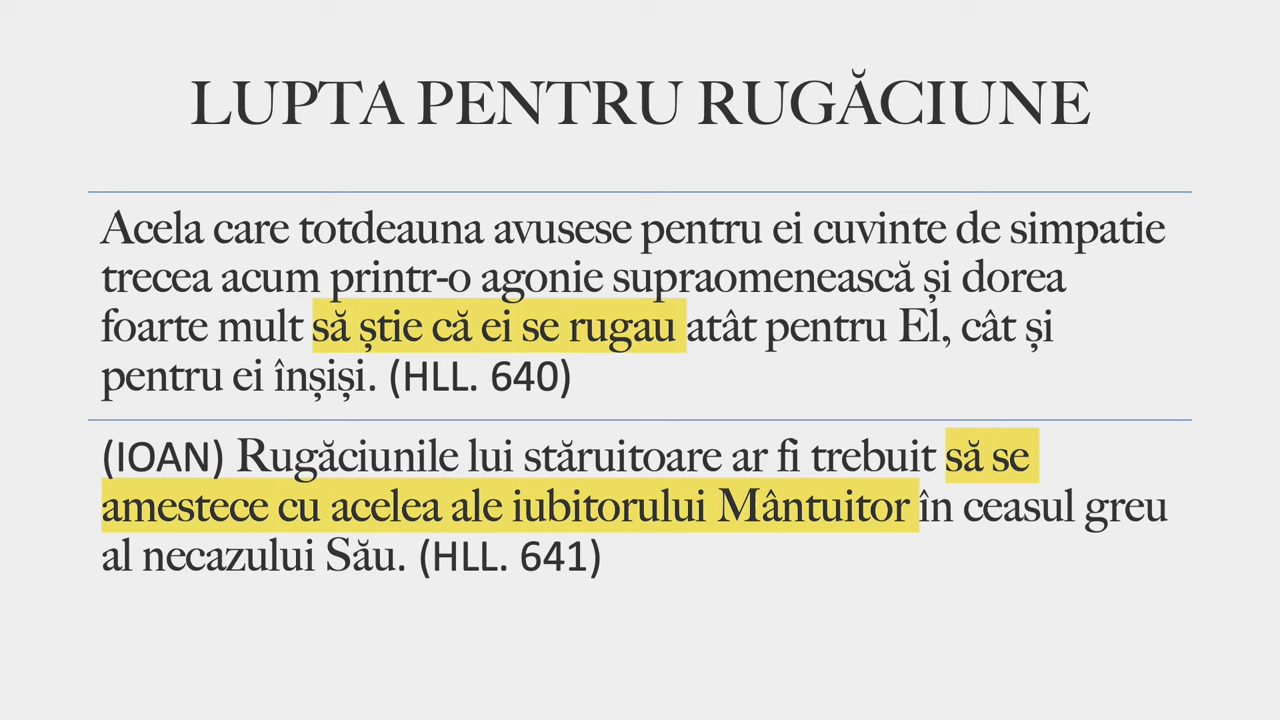 LUPTA PENTRU RUGĂCIUNE
Acela care totdeauna avusese pentru ei cuvinte de simpatie
trecea acum printr-o agonie supraomenească și dorea
foarte mult să știe că ei se rugau atât pentru El, cât și
pentru ei înșiși. (HLL. 640)
(IOAN) Rugăciunile lui stăruitoare ar fi trebuit să se
amestece cu acelea ale iubitorului Mântuitor în ceasul greu
al necazului Său. (HLL. 641)